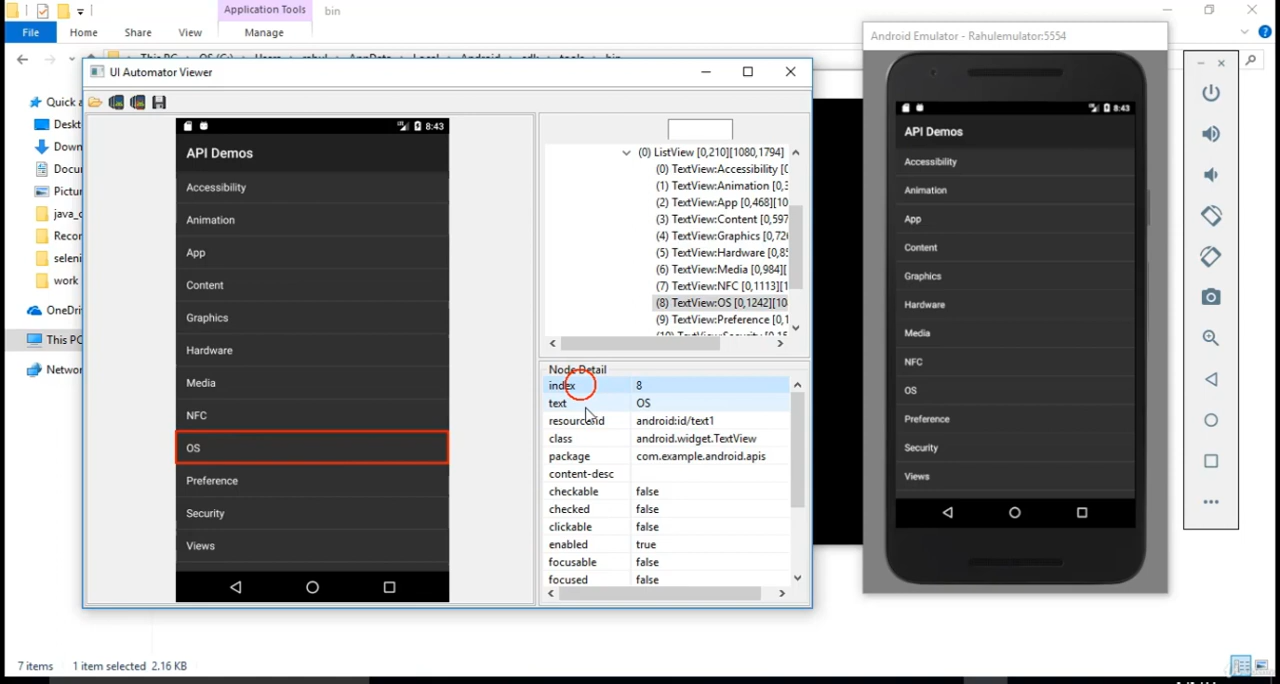 Application Tools
bin
File
Home
Share
View
Manage
Android Emulator - Rahulemulator:5554
UI Automator Viewer
Quick a
Deskt
Down
Docu
Pictur
java_c
Recor
seleni
work
OneDri
This PC
Networ
8:43
API Demos
Accessibility
Animation
App
Content
Graphics
Hardware
Media
NFC
OS
Preference
Security
Views
(0) ListView [0,210][1080,1794]
(0) TextView:Accessibility [0
(1) TextView:Animation [0,3
(2) TextView:App [0,468][10
(3) TextView:Content [0,597
(4) TextView:Graphics [0,726
(5) TextView:Hardware [0,85
(6) TextView:Media [0,984][
(7) TextView:NFC [0,1113][1
(8) TextView:OS [0,1242][10
(9) TextView:Preference [0,1
Node Detail
index 8
text OS
resource-id android:id/text1
class android.widget.TextView
package com.example.android.apis
content-desc
checkable false
checked false
clickable false
enabled true
focusable false
focused false
8:43
API Demos
Accessibility
Animation
App
Content
Graphics
Hardware
Media
NFC
OS
Preference
Security
Views
7 items 1 item selected 2.16 KB